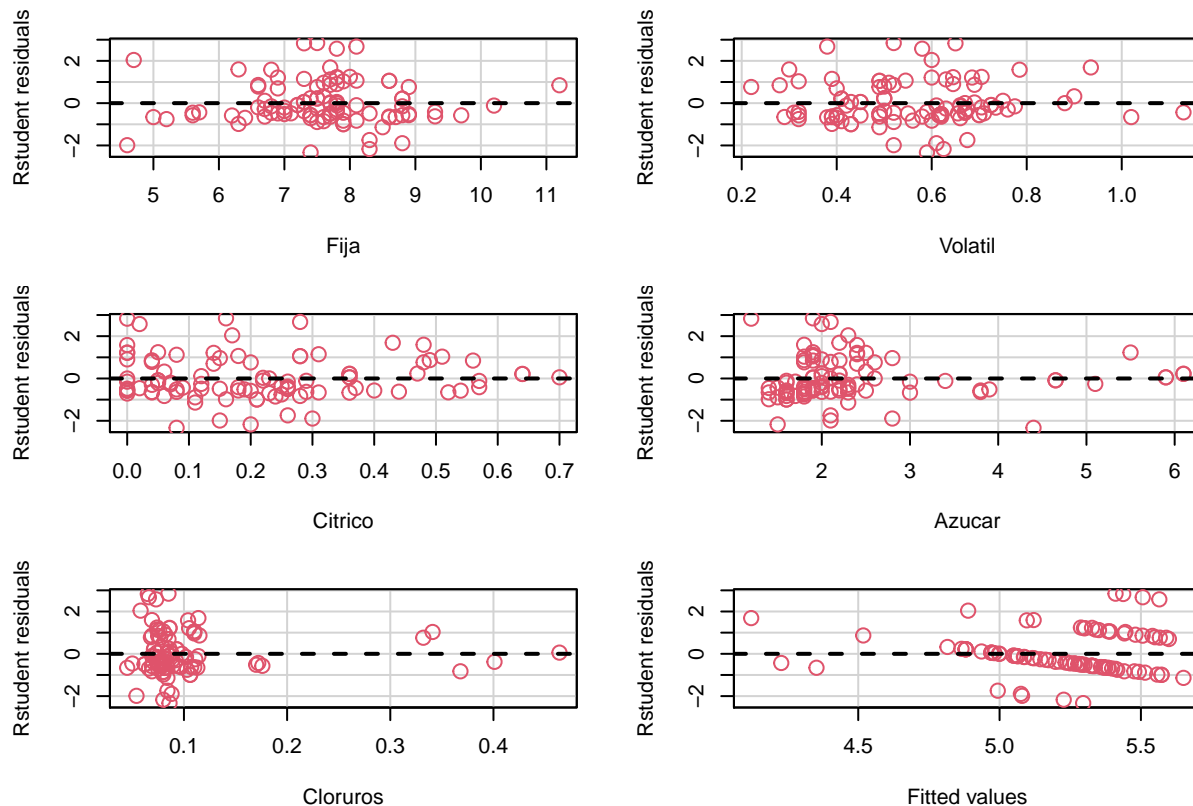 Rstudent residuals
2
0
−2
5 6 7 8 9 10 11
Fija
Rstudent residuals
2
0
−2
0.2 0.4 0.6 0.8 1.0
Volatil
Rstudent residuals
2
0
−2
0.0 0.1 0.2 0.3 0.4 0.5 0.6 0.7
Citrico
Rstudent residuals
2
0
−2
2 3 4 5 6
Azucar
Rstudent residuals
2
0
−2
0.1 0.2 0.3 0.4
Cloruros
Rstudent residuals
2
0
−2
4.5 5.0 5.5
Fitted values